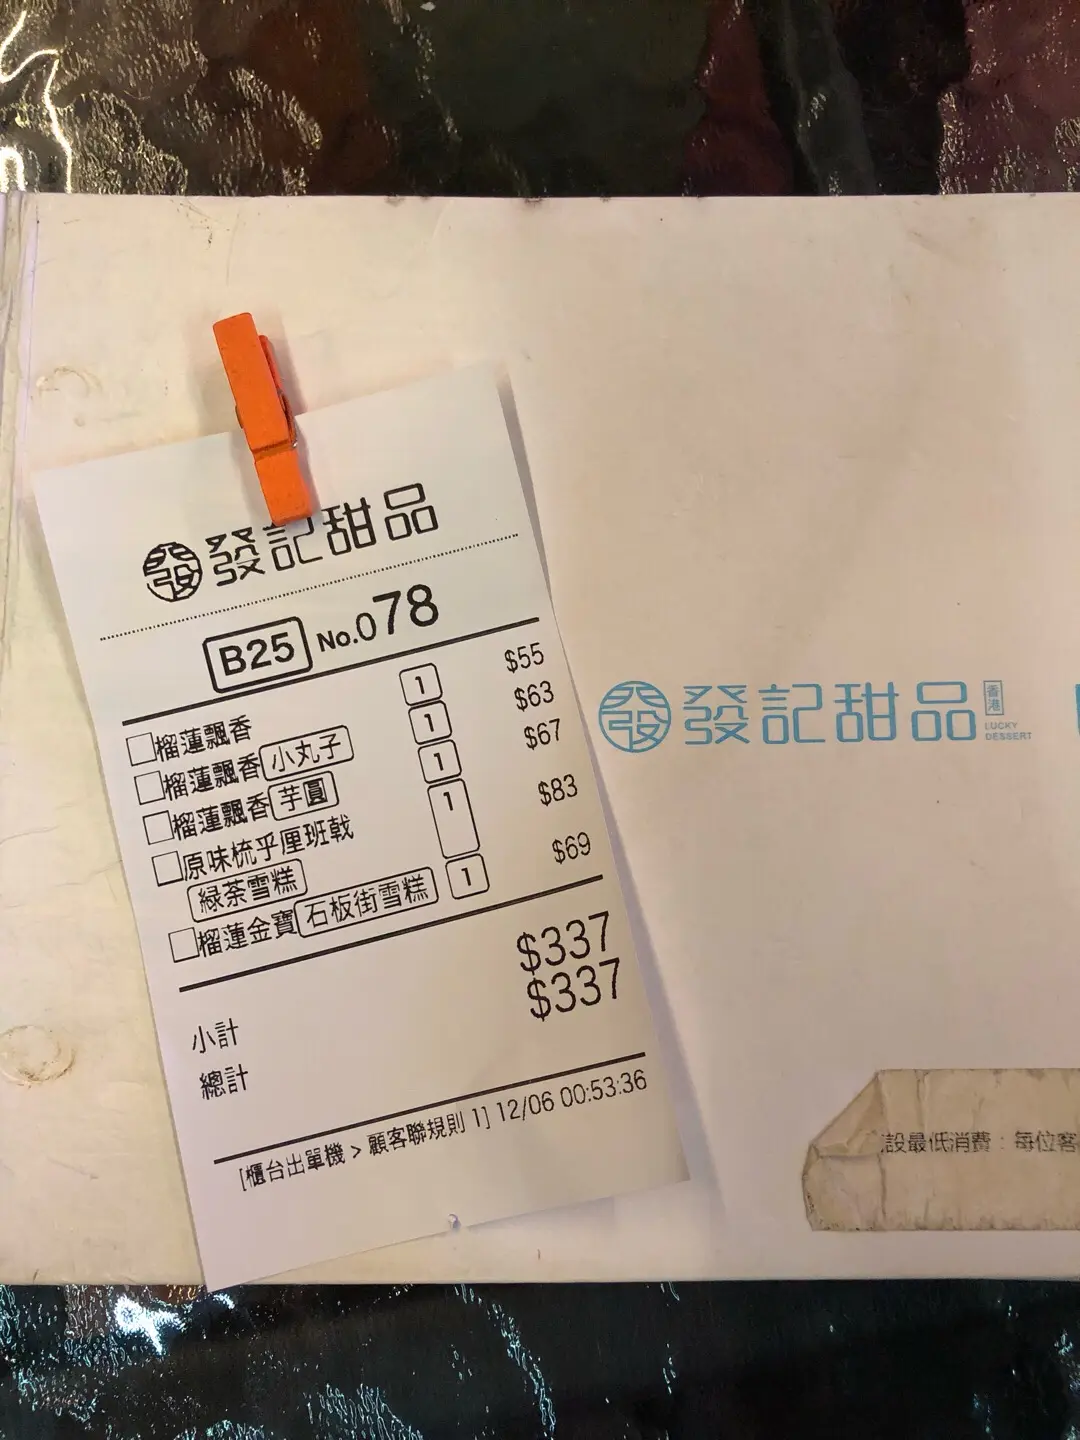 發記甜品
B25 No.078
榴蓮飄香 1 $55
榴蓮飄香 小丸子 1 $63
榴蓮飄香 芋圓 1 $67
原味梳乎厘班戟 1 $83
綠茶雪糕
榴蓮金寶 石板街雪糕 1 $69
小計 $337
總計 $337
[櫃台出單機 > 顧客聯規則 1] 12/06 00:53:36
發記甜品 香港
LUCKY
DESSERT
設最低消費：每位客